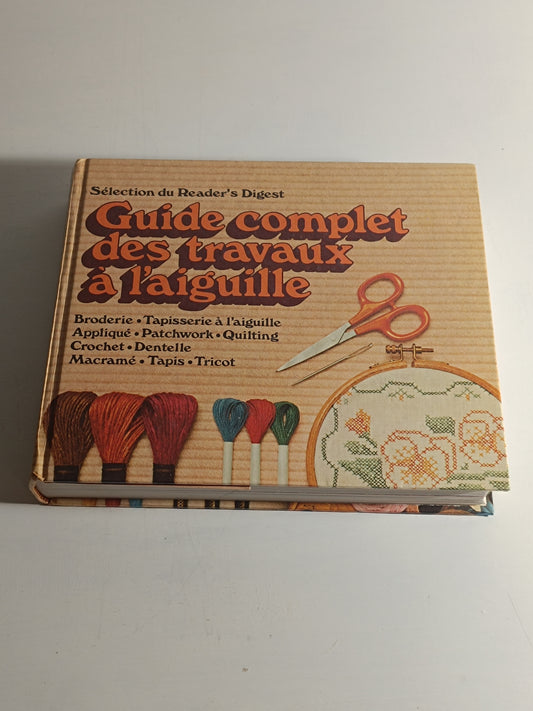 Sélection du Reader's Digest
Guide complet
des travaux
à l'aiguille
Broderie • Tapisserie à l'aiguille
Appliqué • Patchwork • Quilting
Crochet • Dentelle
Macramé • Tapis • Tricot